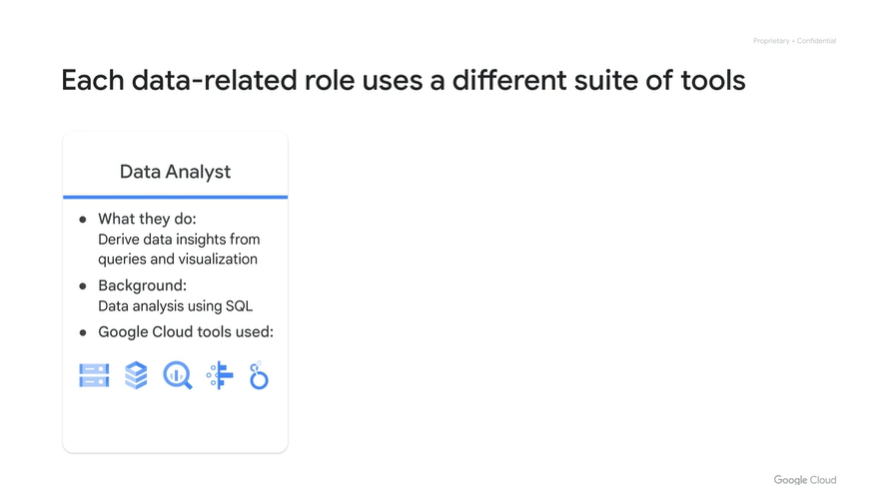 Proprietary + Confidential
Each data-related role uses a different suite of tools
Data Analyst
● What they do:
Derive data insights from
queries and visualization
● Background:
Data analysis using SQL
● Google Cloud tools used:
Google Cloud